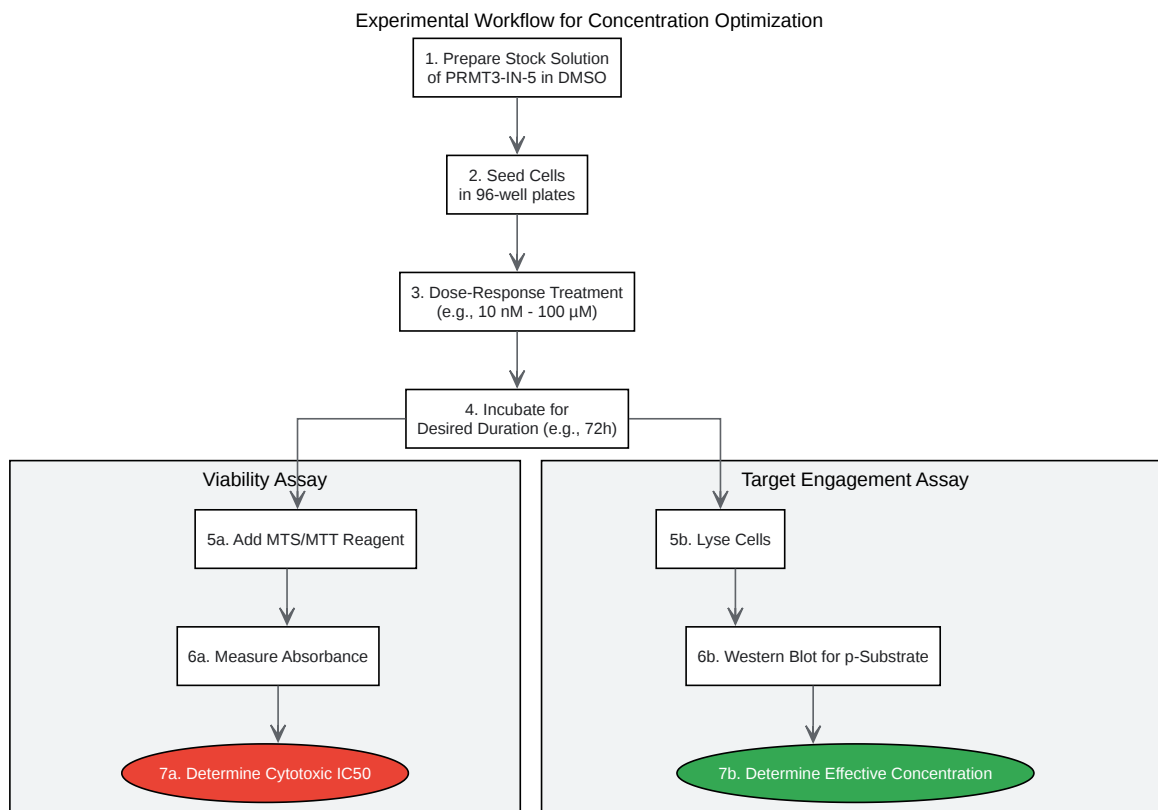 Experimental Workflow for Concentration Optimization
1. Prepare Stock Solution
of PRMT3-IN-5 in DMSO
2. Seed Cells
in 96-well plates
3. Dose-Response Treatment
(e.g., 10 nM - 100 µM)
4. Incubate for
Desired Duration (e.g., 72h)
Viability Assay
5a. Add MTS/MTT Reagent
6a. Measure Absorbance
7a. Determine Cytotoxic IC50
Target Engagement Assay
5b. Lyse Cells
6b. Western Blot for p-Substrate
7b. Determine Effective Concentration